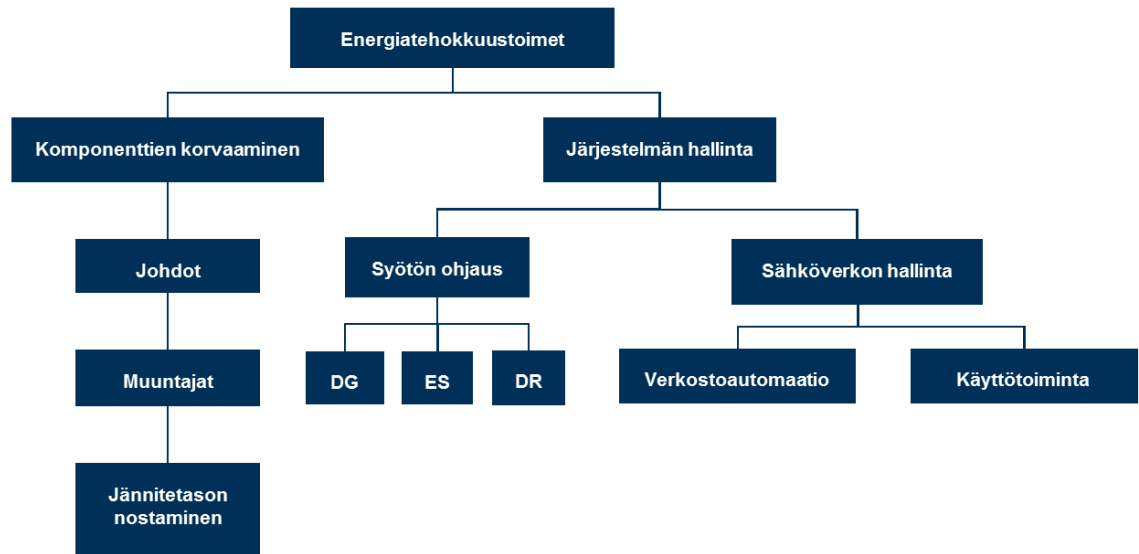 Energiatehokkuustoimet
Komponenttien korvaaminen
Järjestelmän hallinta
Johdot
Syötön ohjaus
Sähköverkon hallinta
Muuntajat
DG
ES
DR
Verkostoautomaatio
Käyttötoiminta
Jännitetason
nostaminen